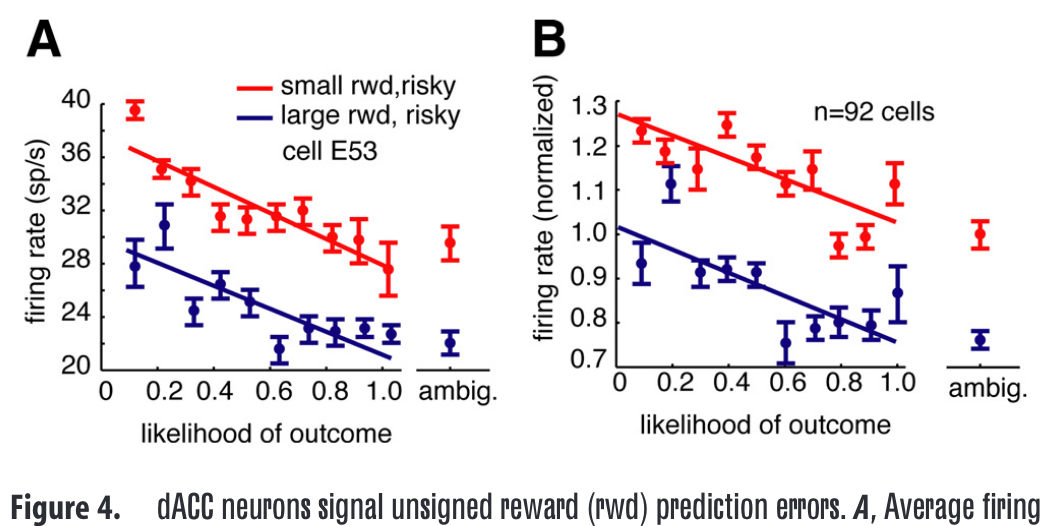 A
B
small rwd,risky
large rwd, risky
cell E53
n=92 cells
firing rate (sp/s)
40
36
32
28
24
20
0 0.2 0.4 0.6 0.8 1.0 ambig.
likelihood of outcome
firing rate (normalized)
1.3
1.2
1.1
1.0
0.9
0.8
0.7
0 0.2 0.4 0.6 0.8 1.0 ambig.
likelihood of outcome
Figure 4. dACC neurons signal unsigned reward (rwd) prediction errors. A, Average firing